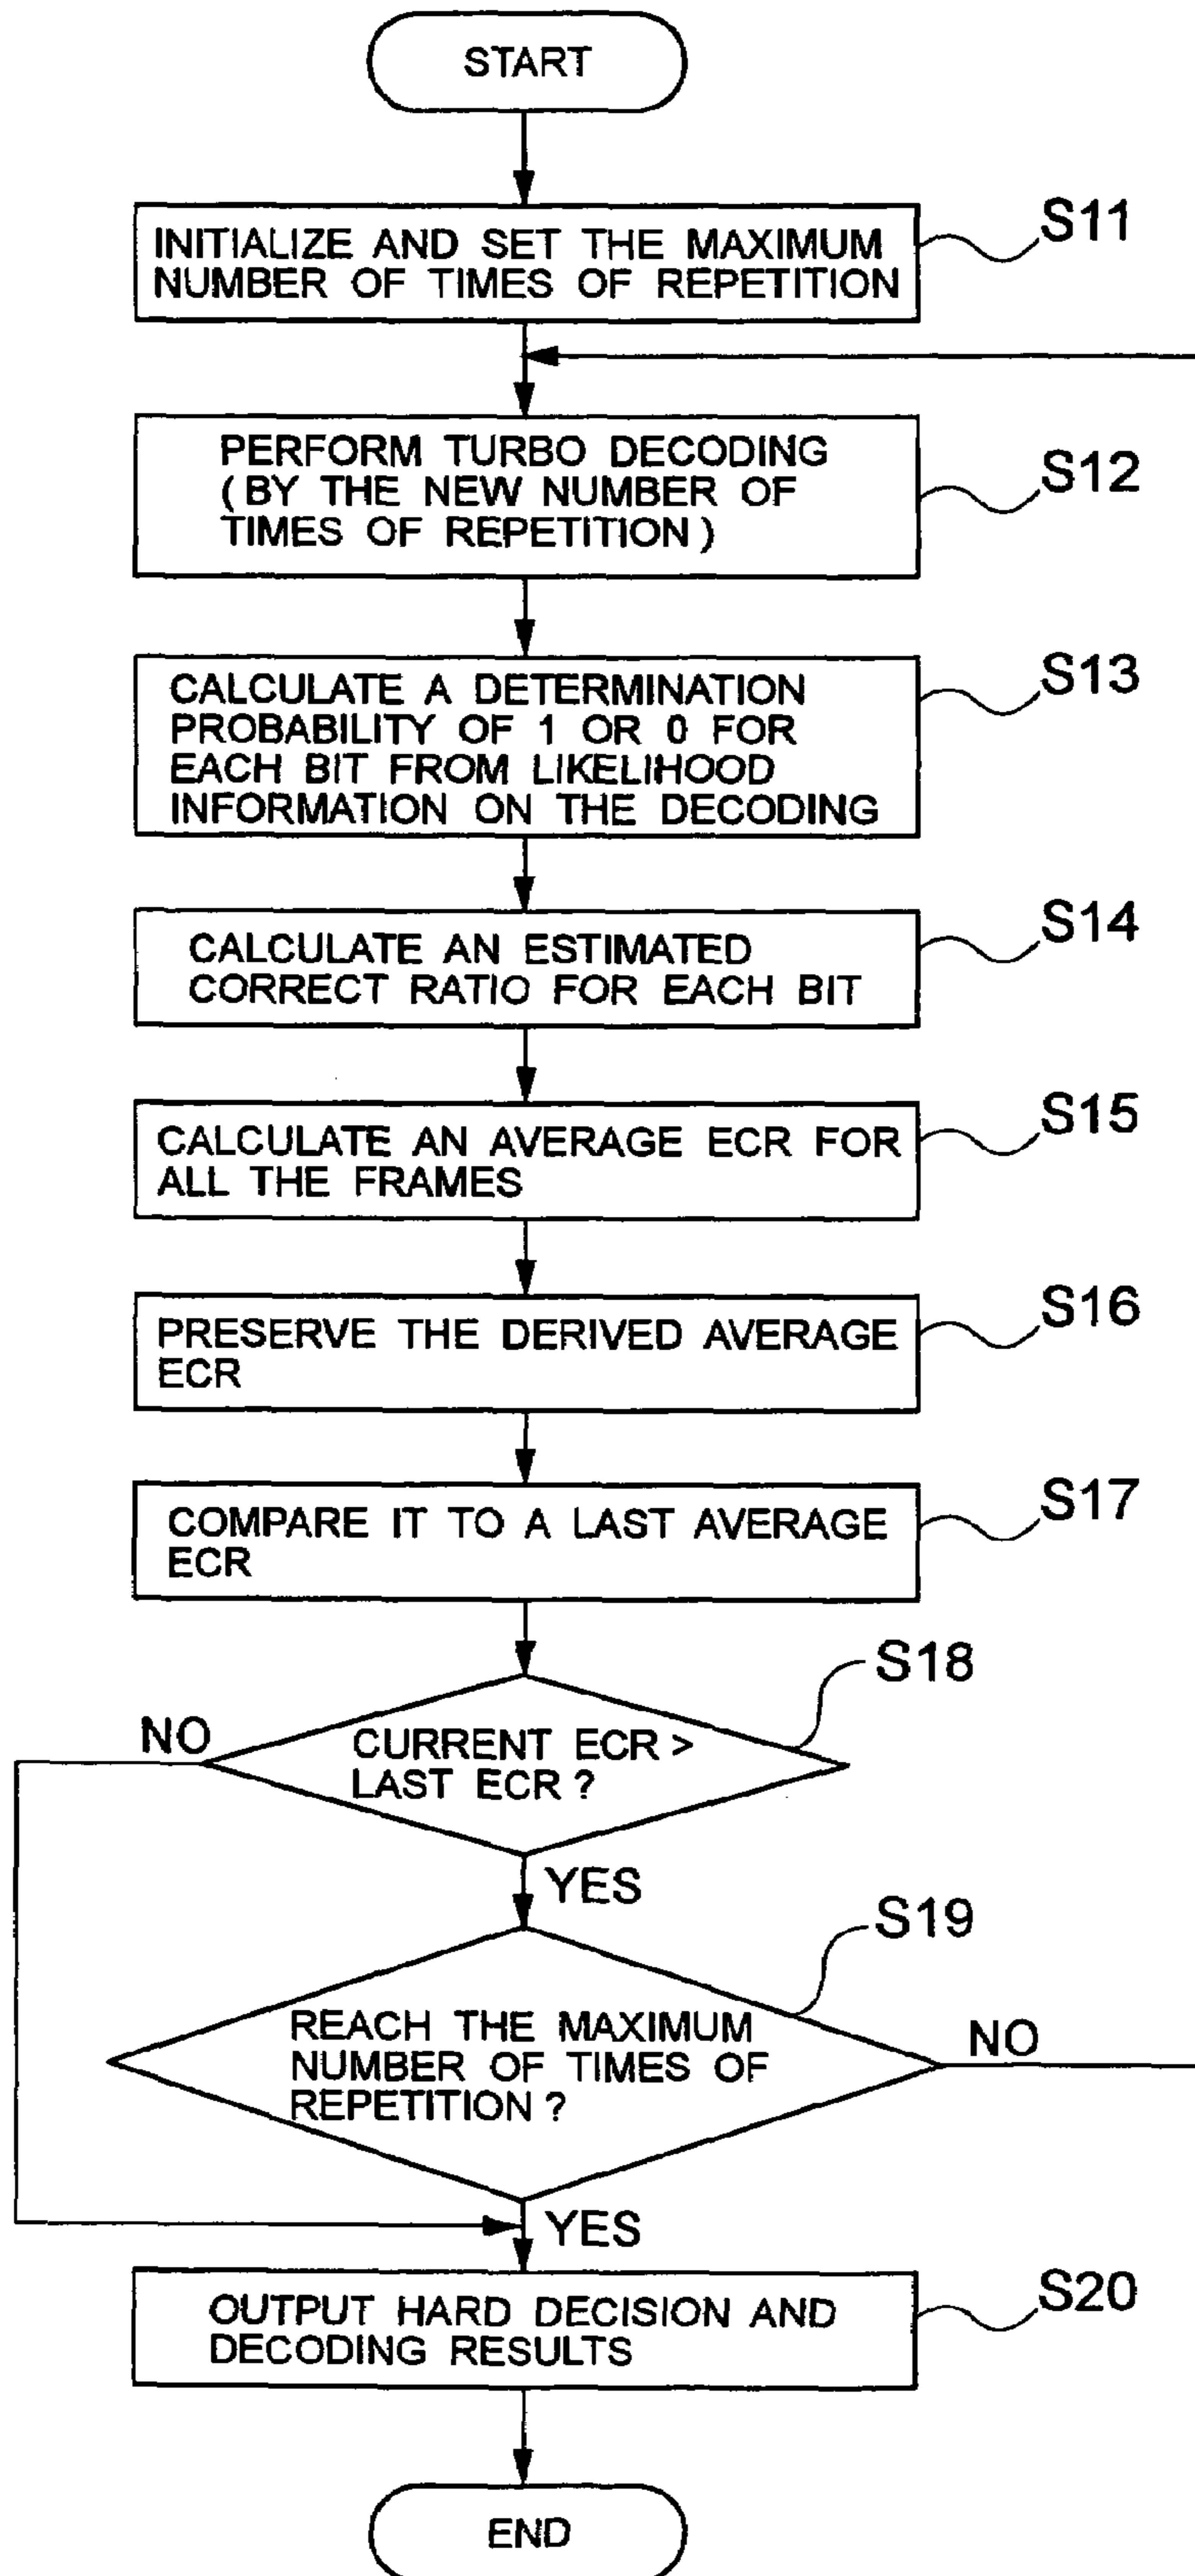 START
INITIALIZE AND SET THE MAXIMUM
NUMBER OF TIMES OF REPETITION
S11
PERFORM TURBO DECODING
(BY THE NEW NUMBER OF
TIMES OF REPETITION)
S12
CALCULATE A DETERMINATION
PROBABILITY OF 1 OR 0 FOR
EACH BIT FROM LIKELIHOOD
INFORMATION ON THE DECODING
S13
CALCULATE AN ESTIMATED
CORRECT RATIO FOR EACH BIT
S14
CALCULATE AN AVERAGE ECR FOR
ALL THE FRAMES
S15
PRESERVE THE DERIVED AVERAGE
ECR
S16
COMPARE IT TO A LAST AVERAGE
ECR
S17
S18
NO
CURRENT ECR >
LAST ECR ?
YES
S19
REACH THE MAXIMUM
NUMBER OF TIMES OF
REPETITION ?
NO
YES
OUTPUT HARD DECISION AND
DECODING RESULTS
S20
END